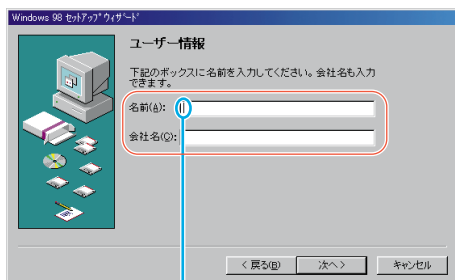 Windows 98 セットアップ ウィザード
ユーザー情報
下記のボックスに名前を入力してください。会社名も入力
できます。
名前(A):
会社名(C):
< 戻る(B)
次へ >
キャンセル